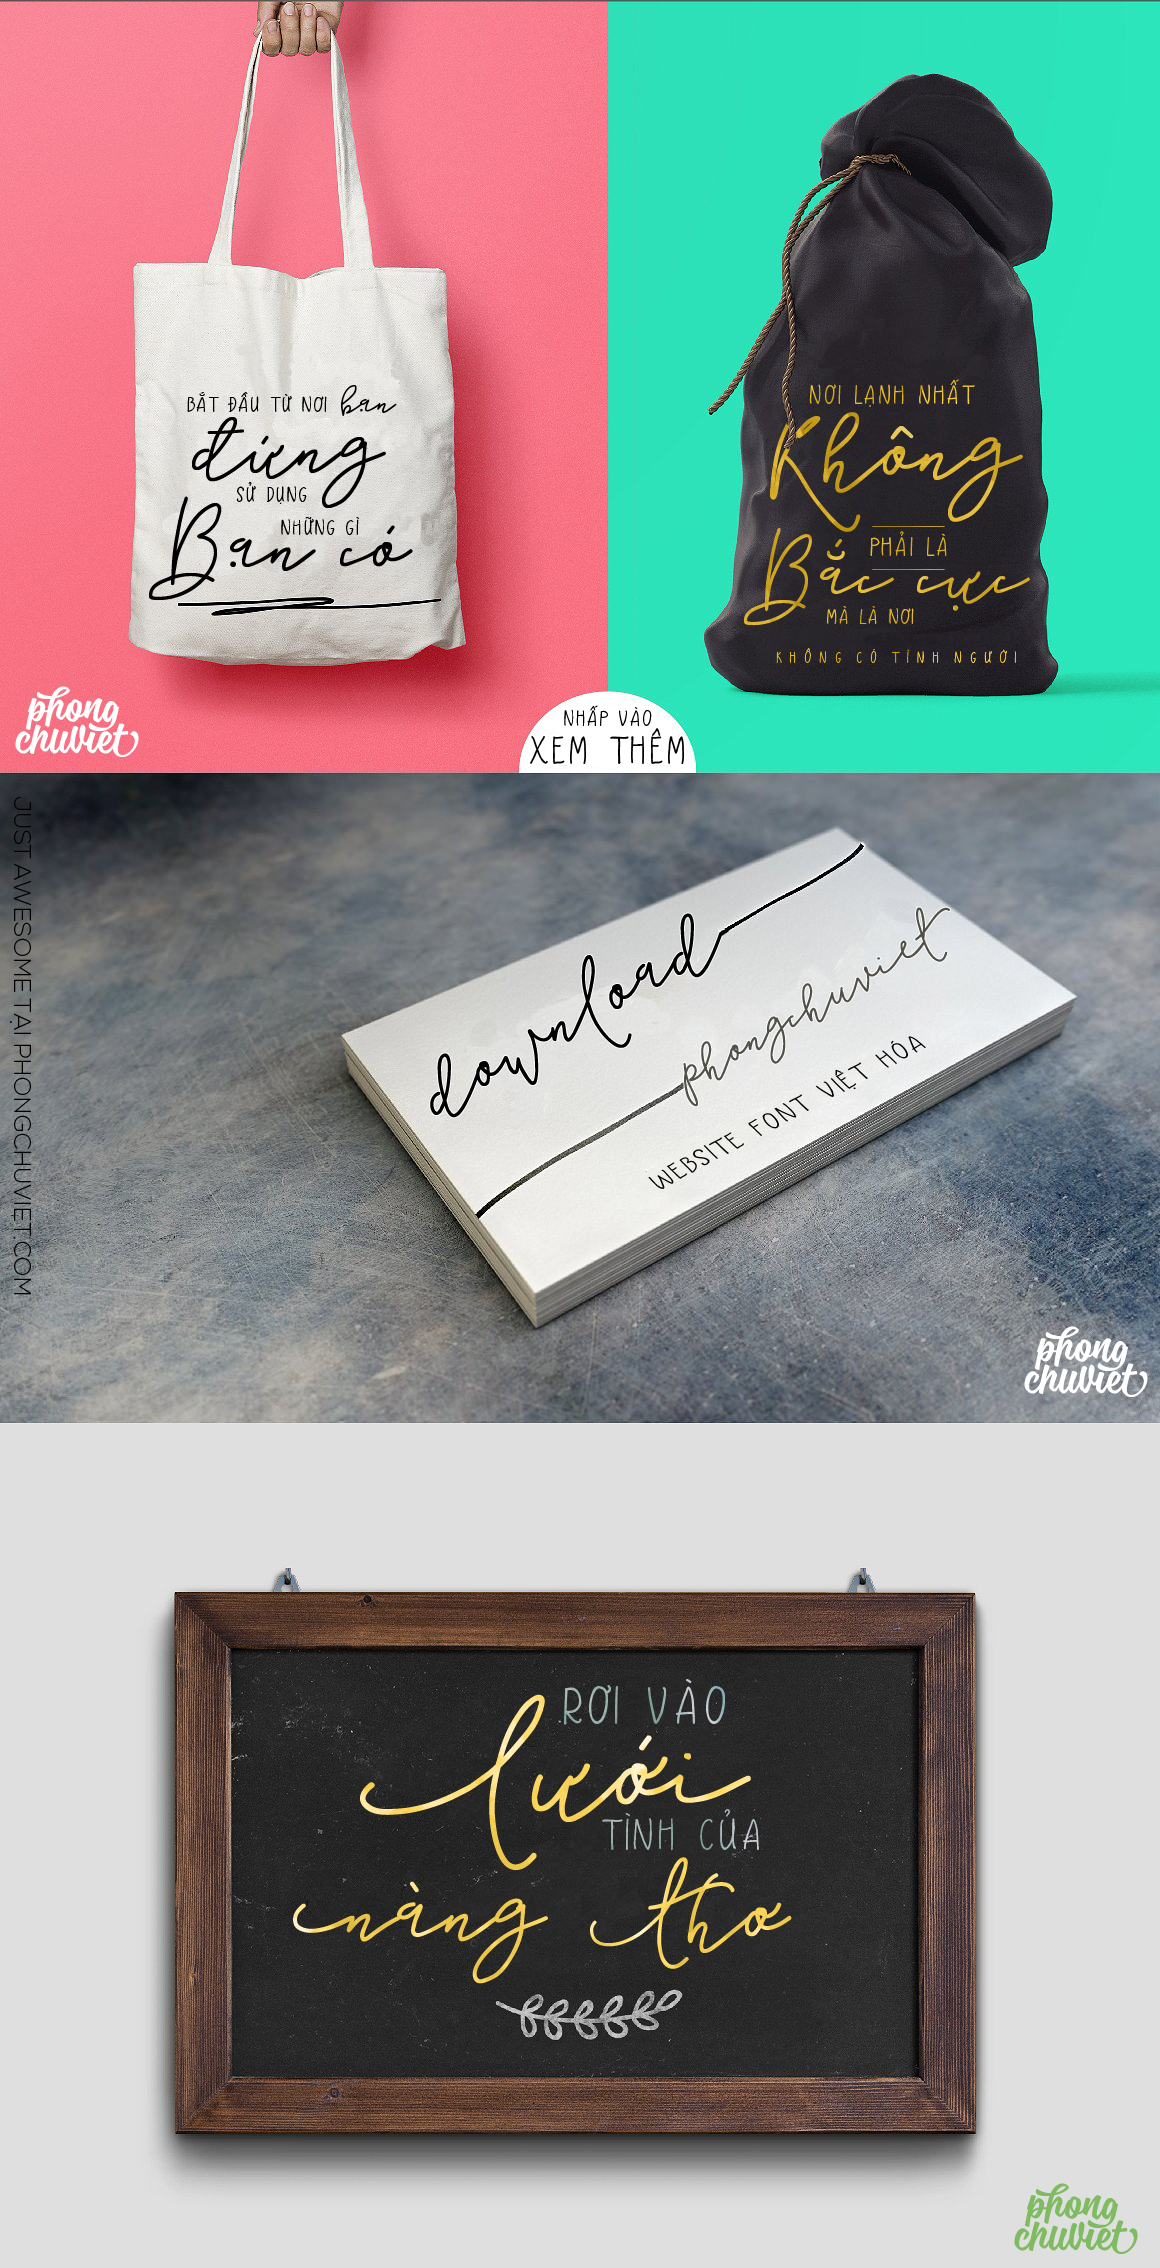 BẮT ĐẦU TỪ NƠI bạn
đứng
SỬ DỤNG
NHỮNG GÌ
Bạn có
NƠI LẠNH NHẤT
Không
PHẢI LÀ
Bắc cực
MÀ LÀ NƠI
KHÔNG CÓ TÌNH NGƯỜI
phong
chuviet
NHẤP VÀO
XEM THÊM
JUST AWESOME TẠI PHONGCHUVIET.COM
download
phongchuviet
WEBSITE FONT VIỆT HÓA
phong
chuviet
RƠI VÀO
lưới
TÌNH CỦA
nàng thơ
phong
chuviet